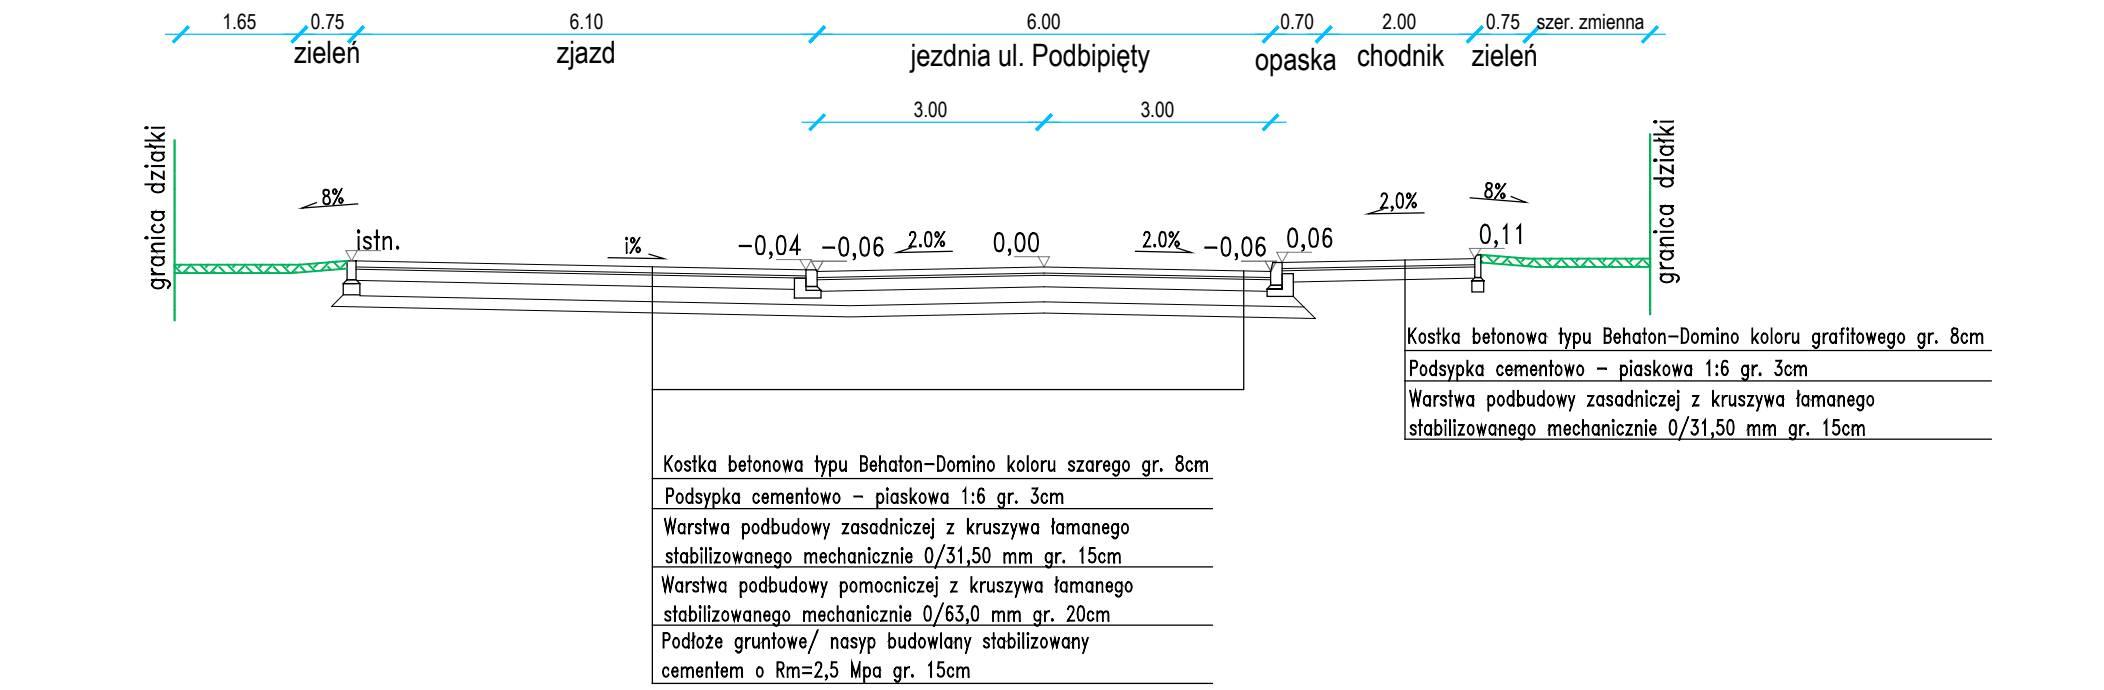 1.65 0.75 6.10 6.00 0.70 2.00 0.75 szer. zmienna
zieleń zjazd jezdnia ul. Podbipięty opaska chodnik zieleń
3.00 3.00
granica działki
granica działki
8% 2,0% 8%
istn. i% -0,04 -0,06 2.0% 0,00 2.0% -0,06 0,06 0,11
Kostka betonowa typu Behaton-Domino koloru grafitowego gr. 8cm
Podsypka cementowo - piaskowa 1:6 gr. 3cm
Warstwa podbudowy zasadniczej z kruszywa łamanego
stabilizowanego mechanicznie 0/31,50 mm gr. 15cm
Kostka betonowa typu Behaton-Domino koloru szarego gr. 8cm
Podsypka cementowo - piaskowa 1:6 gr. 3cm
Warstwa podbudowy zasadniczej z kruszywa łamanego
stabilizowanego mechanicznie 0/31,50 mm gr. 15cm
Warstwa podbudowy pomocniczej z kruszywa łamanego
stabilizowanego mechanicznie 0/63,0 mm gr. 20cm
Podłoże gruntowe/ nasyp budowlany stabilizowany
cementem o Rm=2,5 Mpa gr. 15cm